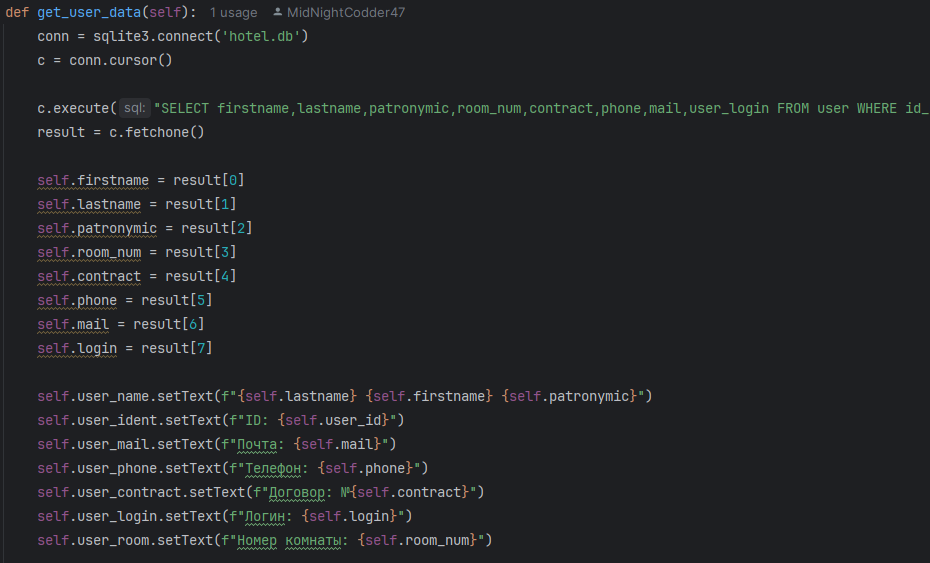 def get_user_data(self): 1 usage MidNightCodder47
conn = sqlite3.connect('hotel.db')
c = conn.cursor()
c.execute( sql: "SELECT firstname,lastname,patronymic,room_num,contract,phone,mail,user_login FROM user WHERE id_
result = c.fetchone()
self.firstname = result[0]
self.lastname = result[1]
self.patronymic = result[2]
self.room_num = result[3]
self.contract = result[4]
self.phone = result[5]
self.mail = result[6]
self.login = result[7]
self.user_name.setText(f"{self.lastname} {self.firstname} {self.patronymic}")
self.user_ident.setText(f"ID: {self.user_id}")
self.user_mail.setText(f"Почта: {self.mail}")
self.user_phone.setText(f"Телефон: {self.phone}")
self.user_contract.setText(f"Договор: №{self.contract}")
self.user_login.setText(f"Логин: {self.login}")
self.user_room.setText(f"Номер комнаты: {self.room_num}")